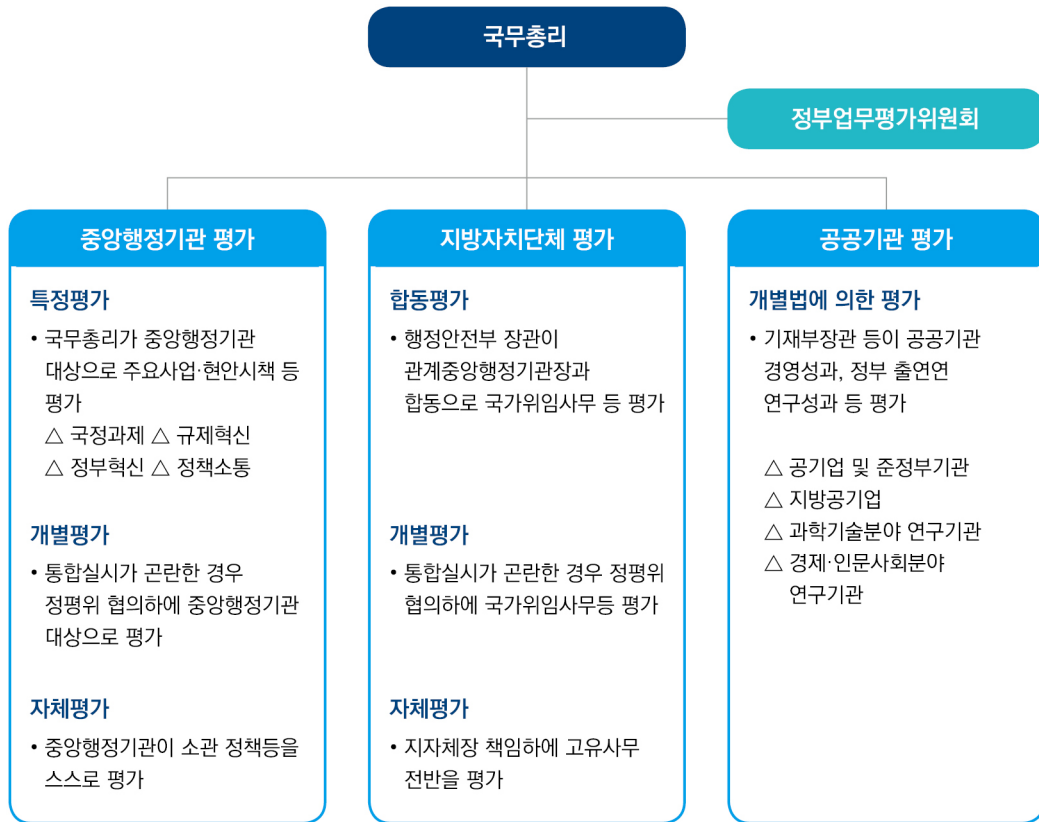 국무총리
정부업무평가위원회
중앙행정기관 평가
특정평가
• 국무총리가 중앙행정기관
대상으로 주요사업·현안시책 등
평가
△ 국정과제 △ 규제혁신
△ 정부혁신 △ 정책소통
개별평가
• 통합실시가 곤란한 경우
정평위 협의하에 중앙행정기관
대상으로 평가
자체평가
• 중앙행정기관이 소관 정책등을
스스로 평가
지방자치단체 평가
합동평가
• 행정안전부 장관이
관계중앙행정기관장과
합동으로 국가위임사무 등 평가
개별평가
• 통합실시가 곤란한 경우 정평위
협의하에 국가위임사무등 평가
자체평가
• 지자체장 책임하에 고유사무
전반을 평가
공공기관 평가
개별법에 의한 평가
• 기재부장관 등이 공공기관
경영성과, 정부 출연연
연구성과 등 평가
△ 공기업 및 준정부기관
△ 지방공기업
△ 과학기술분야 연구기관
△ 경제·인문사회분야
연구기관